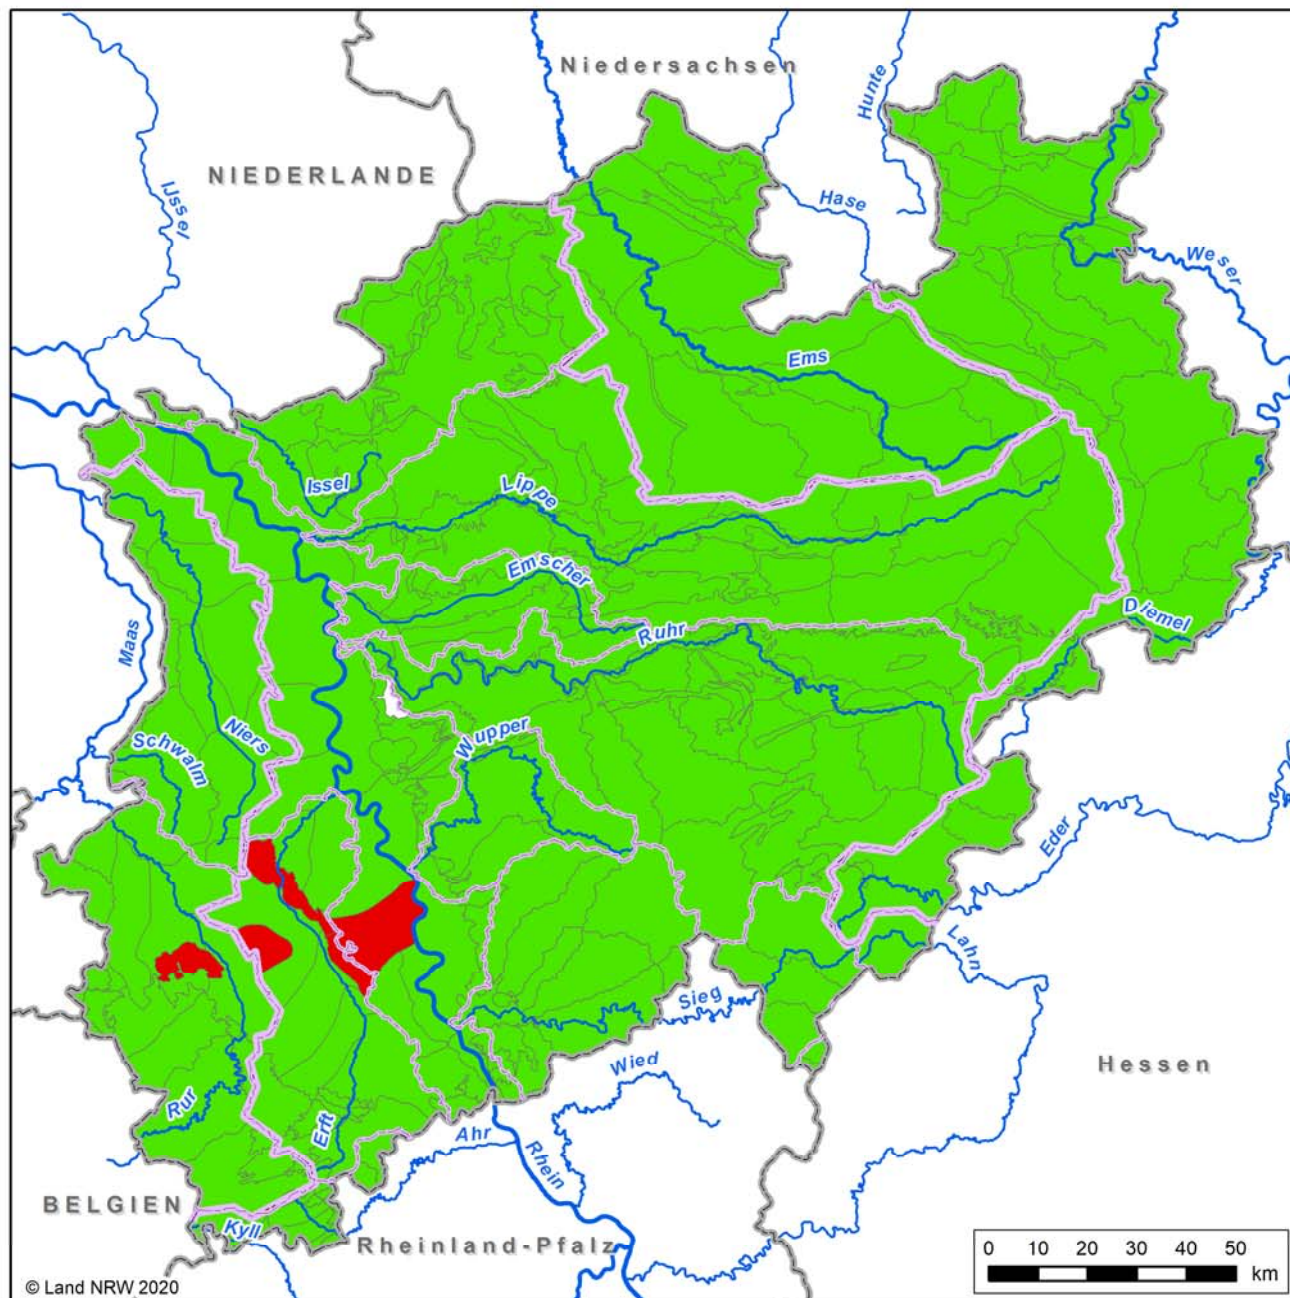 Niedersachsen
Hunte
NIEDERLANDE
IJssel
Hase
Weser
Ems
Issel
Lippe
Emscher
Diemel
Ruhr
Maas
Niers
Wupper
Schwalm
Eder
Lahn
Sieg
Wied
Hessen
Rur
Erft
Ahr
Rhein
BELGIEN
Kyll
Rheinland-Pfalz
0 10 20 30 40 50
km
© Land NRW 2020